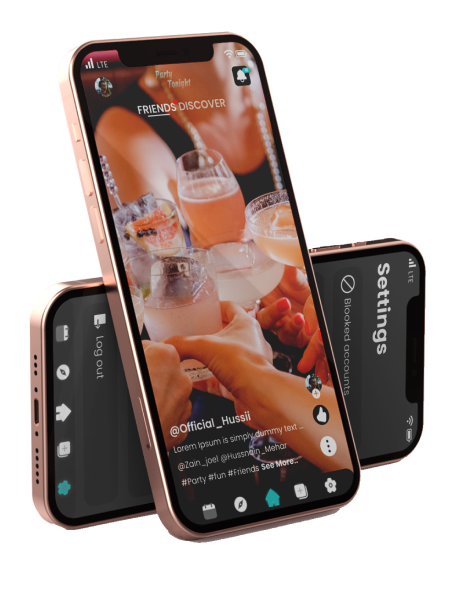 LTE
Party
Tonight
FRIENDS DISCOVER
@Official_Hussii
Lorem Ipsum is simply dummy text ...
@Zain_joel @Hussnain_Mehar
#Party #fun #Friends See More..
LTE
Settings
Blooked accounts
Log out